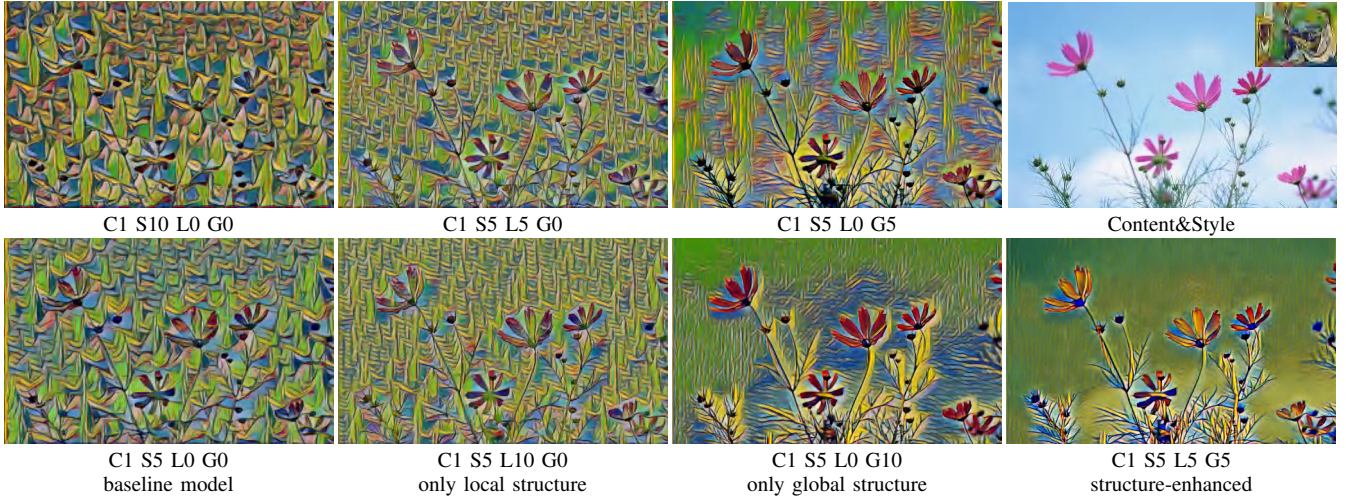 C1 S10 L0 G0
C1 S5 L5 G0
C1 S5 L0 G5
Content&Style
C1 S5 L0 G0
baseline model
C1 S5 L10 G0
only local structure
C1 S5 L0 G10
only global structure
C1 S5 L5 G5
structure-enhanced